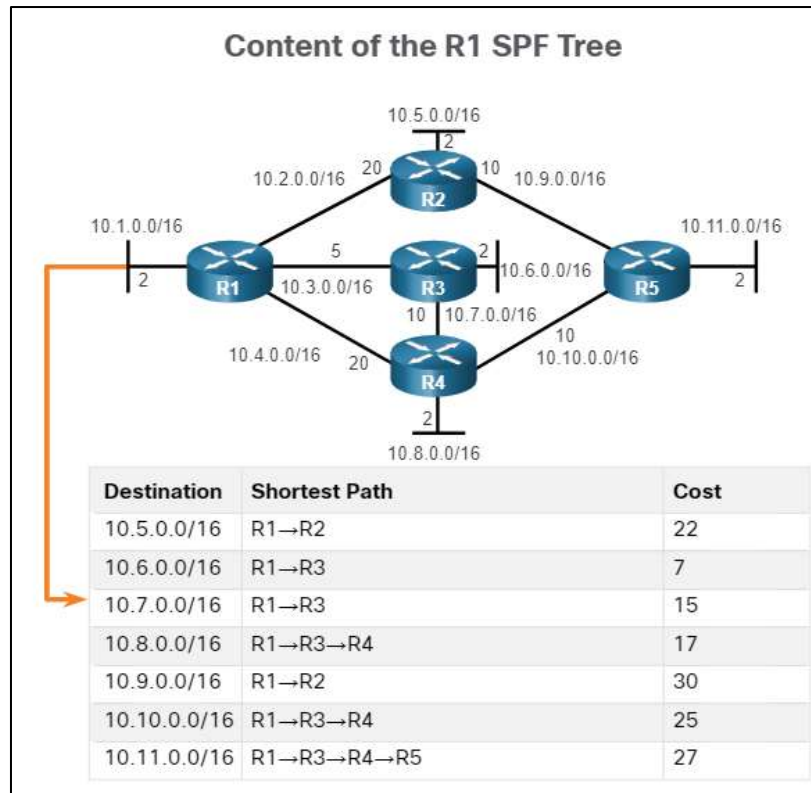 Content of the R1 SPF Tree
10.5.0.0/16
2
20
R2
10
10.2.0.0/16
10.9.0.0/16
10.1.0.0/16
2
R1
5
10.3.0.0/16
R3
2
10.6.0.0/16
R5
10.11.0.0/16
2
10
10.7.0.0/16
10.4.0.0/16
20
R4
10
10.10.0.0/16
2
10.8.0.0/16
Destination Shortest Path Cost
10.5.0.0/16 R1→R2 22
10.6.0.0/16 R1→R3 7
10.7.0.0/16 R1→R3 15
10.8.0.0/16 R1→R3→R4 17
10.9.0.0/16 R1→R2 30
10.10.0.0/16 R1→R3→R4 25
10.11.0.0/16 R1→R3→R4→R5 27